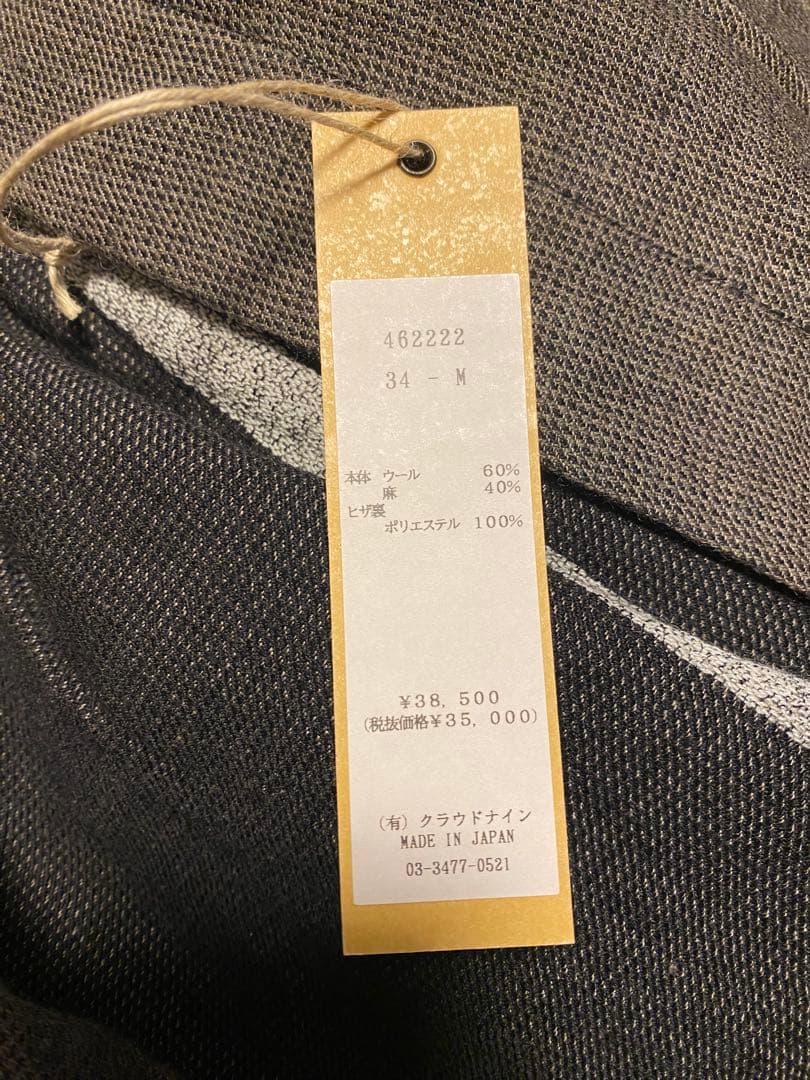 462222
34 - M
本体 ウール 60%
麻 40%
ヒザ裏
ポリエステル 100%
¥38,500
(税抜価格¥35,000)
(有) クラウドナイン
MADE IN JAPAN
03-3477-0521